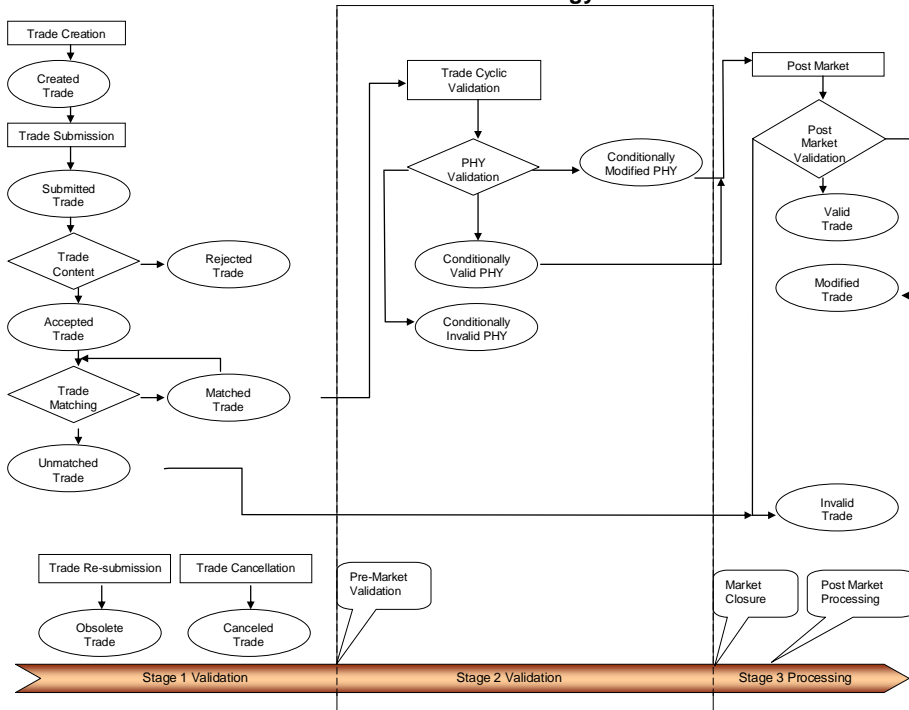 gy
Trade Creation
Created
Trade
Trade Submission
Submitted
Trade
Trade
Content
Rejected
Trade
Accepted
Trade
Trade
Matching
Matched
Trade
Unmatched
Trade
Trade Re-submission
Obsolete
Trade
Trade Cancellation
Canceled
Trade
Trade Cyclic
Validation
PHY
Validation
Conditionally
Modified PHY
Conditionally
Valid PHY
Conditionally
Invalid PHY
Post Market
Post
Market
Validation
Valid
Trade
Modified
Trade
Invalid
Trade
Pre-Market
Validation
Market
Closure
Post Market
Processing
Stage 1 Validation
Stage 2 Validation
Stage 3 Processing